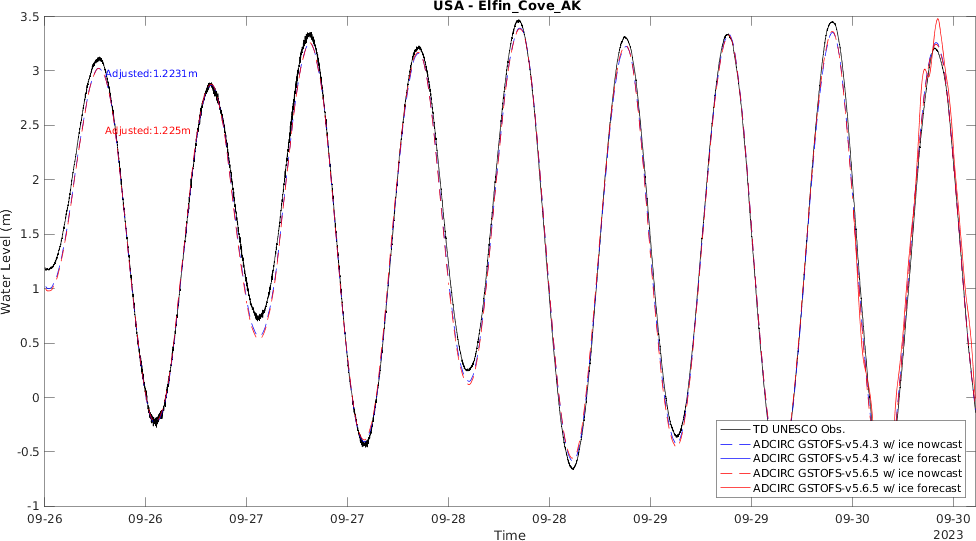 USA - Elfin_Cove_AK
3.5
3
2.5
2
1.5
1
0.5
0
-0.5
-1
Water Level (m)
Adjusted:1.2231m
Adjusted:1.225m
TD UNESCO Obs.
ADCIRC GSTOFS-v5.4.3 w/ ice nowcast
ADCIRC GSTOFS-v5.4.3 w/ ice forecast
ADCIRC GSTOFS-v5.6.5 w/ ice nowcast
ADCIRC GSTOFS-v5.6.5 w/ ice forecast
09-26 09-26 09-27 09-27 09-28 09-28 09-29 09-29 09-30 09-30
2023
Time